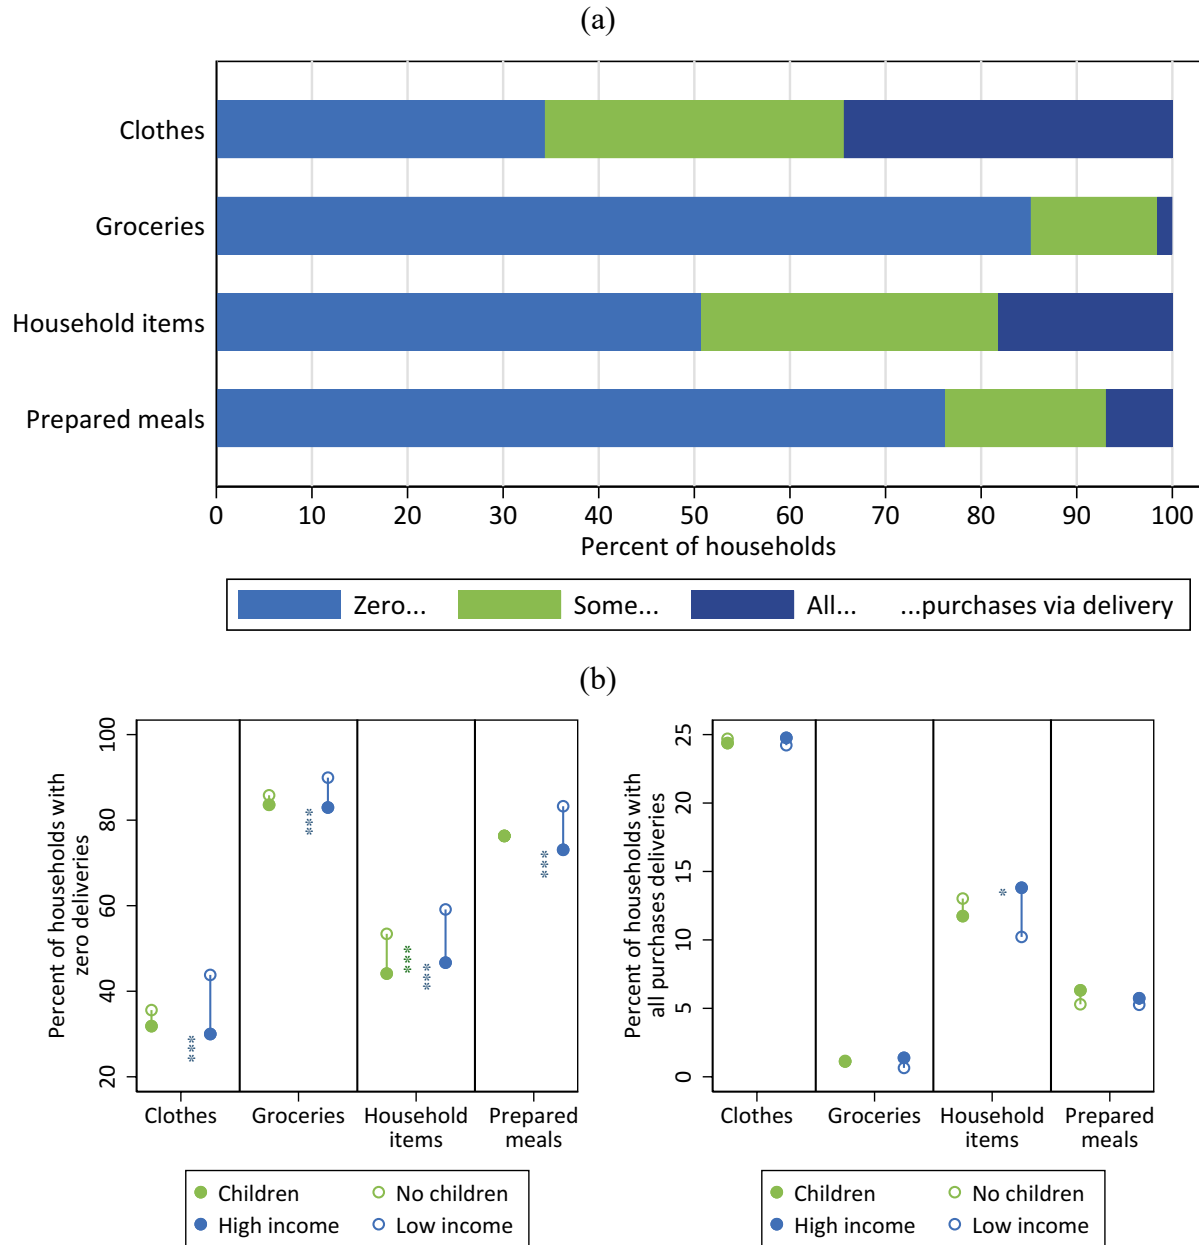 (a)
Clothes
Groceries
Household items
Prepared meals
0 10 20 30 40 50 60 70 80 90 100
Percent of households
Zero... Some... All... ...purchases via delivery
(b)
Percent of households with
zero deliveries
100
80
60
40
20
***
***
***
***
***
Clothes Groceries Household Prepared
items meals
Children No children
High income Low income
Percent of households with
all purchases deliveries
25
20
15
10
5
0
*
Clothes Groceries Household Prepared
items meals
Children No children
High income Low income